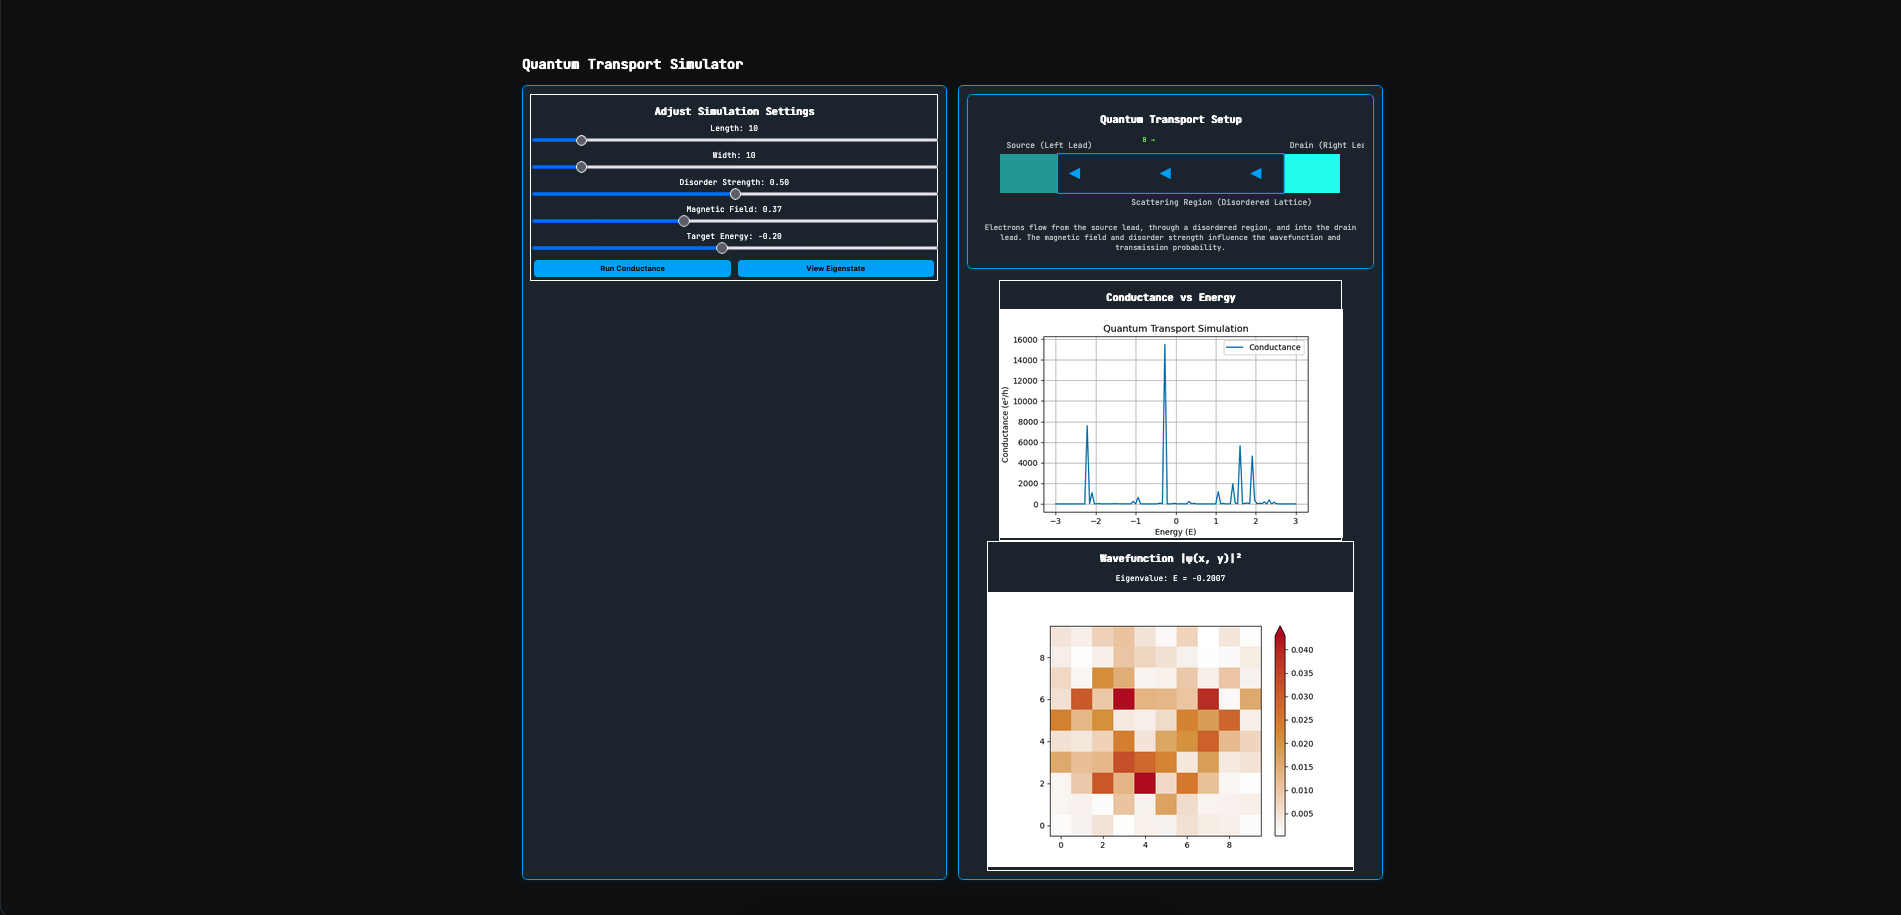 Quantum Transport Simulator
Adjust Simulation Settings
Length: 10
Width: 10
Disorder Strength: 0.50
Magnetic Field: 0.37
Target Energy: -0.20
Run Conductance
View Eigenstate
Quantum Transport Setup
B →
Source (Left Lead)
Drain (Right Lea
Scattering Region (Disordered Lattice)
Electrons flow from the source lead, through a disordered region, and into the drain
lead. The magnetic field and disorder strength influence the wavefunction and
transmission probability.
Conductance vs Energy
Quantum Transport Simulation
Conductance
16000
14000
12000
10000
8000
6000
4000
2000
0
Conductance (e²/h)
−3 −2 −1 0 1 2 3
Energy (E)
Wavefunction |ψ(x, y)|²
Eigenvalue: E = -0.2007
8
6
4
2
0
0 2 4 6 8
0.040
0.035
0.030
0.025
0.020
0.015
0.010
0.005